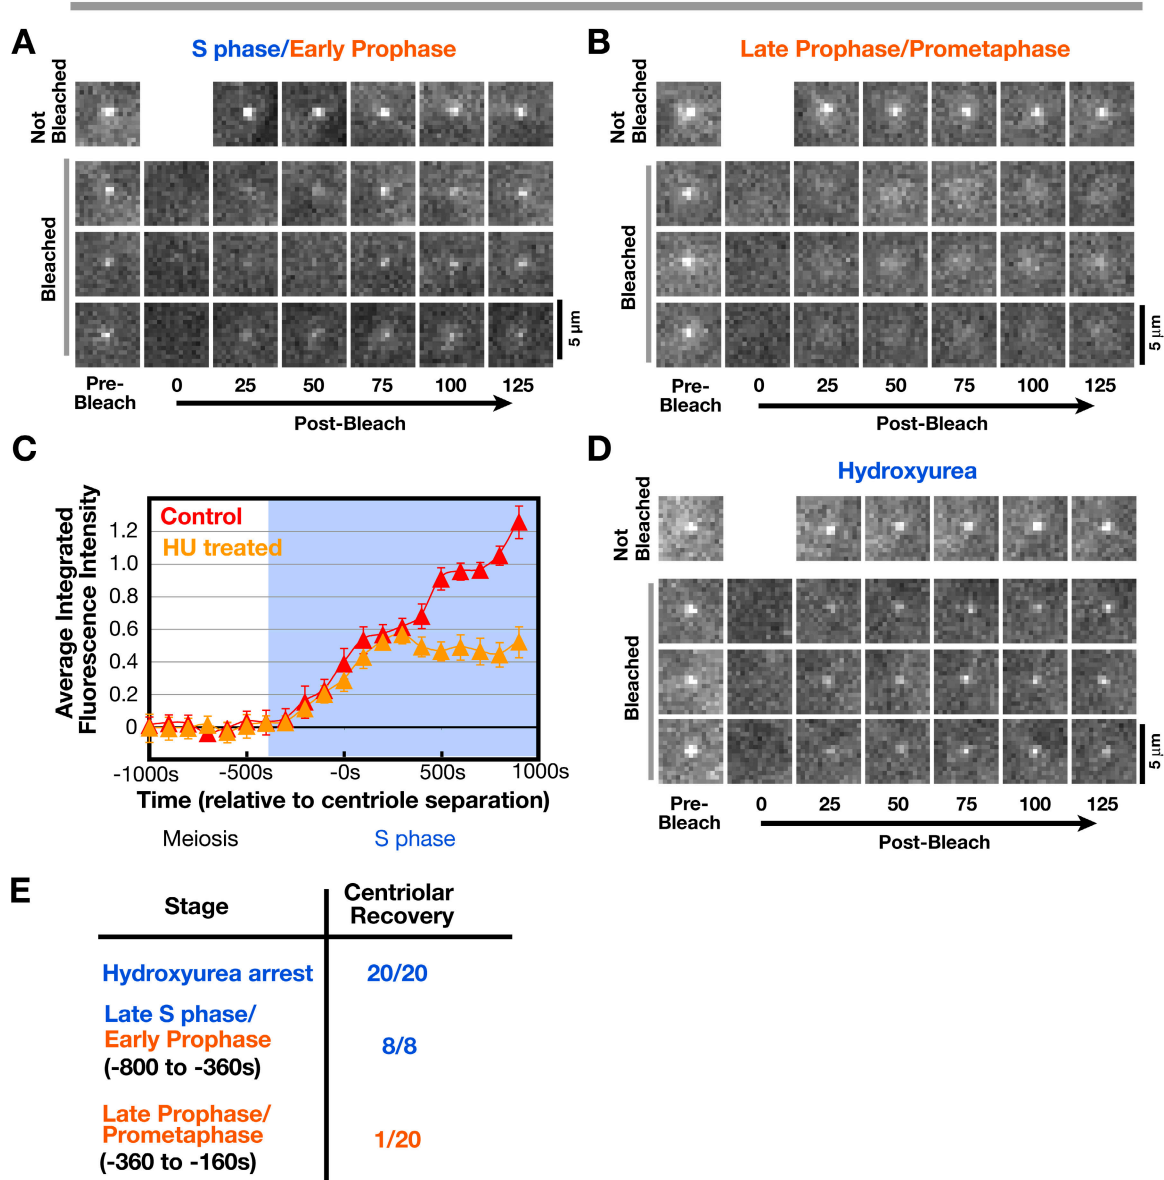 A
S phase/Early Prophase
Not
Bleached
Bleached
5 µm
Pre-
Bleach
0 25 50 75 100 125
Post-Bleach
B
Late Prophase/Prometaphase
Not
Bleached
Bleached
5 µm
Pre-
Bleach
0 25 50 75 100 125
Post-Bleach
C
Average Integrated
Fluorescence Intensity
Control
HU treated
1.2
1.0
0.8
0.6
0.4
0.2
0
-1000s -500s -0s 500s 1000s
Time (relative to centriole separation)
Meiosis S phase
D
Hydroxyurea
Not
Bleached
Bleached
5 µm
Pre-
Bleach
0 25 50 75 100 125
Post-Bleach
E
Stage
Centriolar
Recovery
Hydroxyurea arrest 20/20
Late S phase/
Early Prophase
(-800 to -360s)
8/8
Late Prophase/
Prometaphase
(-360 to -160s)
1/20